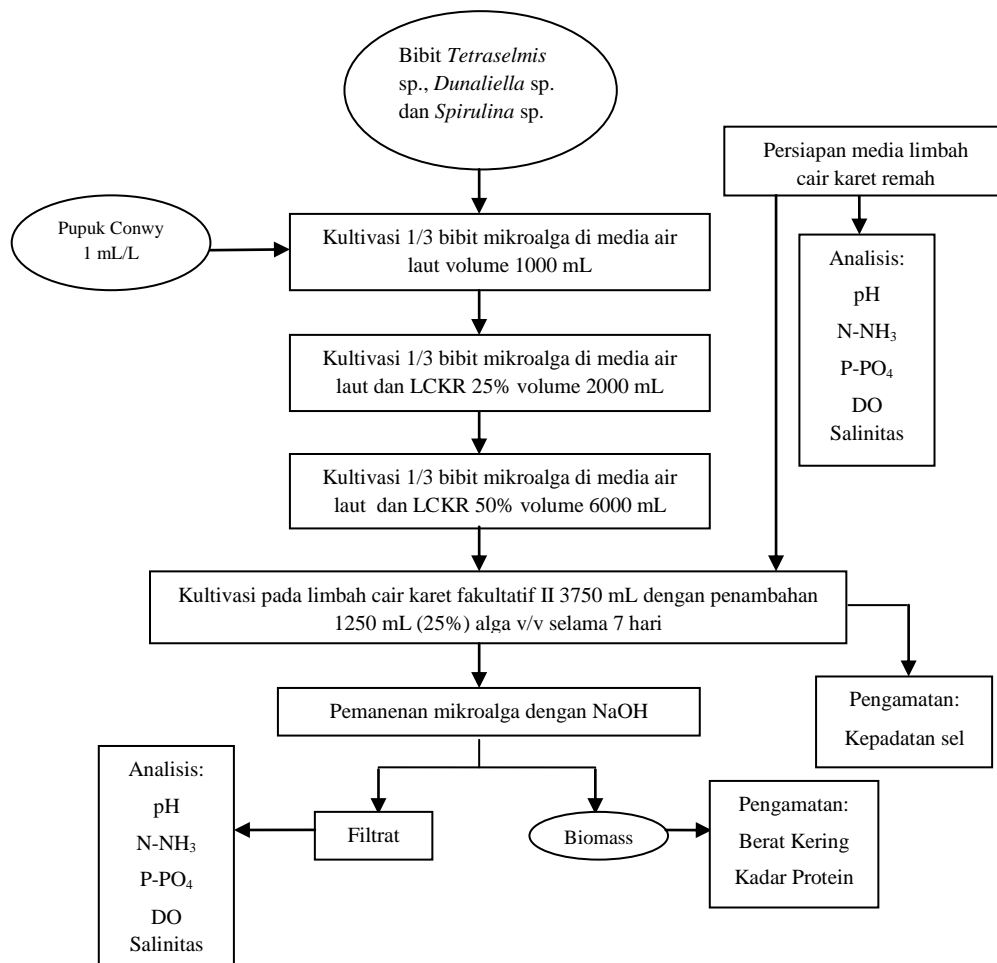 Bibit Tetraselmis
sp., Dunaliella sp.
dan Spirulina sp.
Persiapan media limbah
cair karet remah
Pupuk Conwy
1 mL/L
Kultivasi 1/3 bibit mikroalga di media air
laut volume 1000 mL
Analisis:
pH
N-NH₃
P-PO₄
DO
Salinitas
Kultivasi 1/3 bibit mikroalga di media air
laut dan LCKR 25% volume 2000 mL
Kultivasi 1/3 bibit mikroalga di media air
laut dan LCKR 50% volume 6000 mL
Kultivasi pada limbah cair karet fakultatif II 3750 mL dengan penambahan
1250 mL (25%) alga v/v selama 7 hari
Pengamatan:
Kepadatan sel
Pemanenan mikroalga dengan NaOH
Analisis:
pH
N-NH₃
P-PO₄
DO
Salinitas
Filtrat
Biomass
Pengamatan:
Berat Kering
Kadar Protein